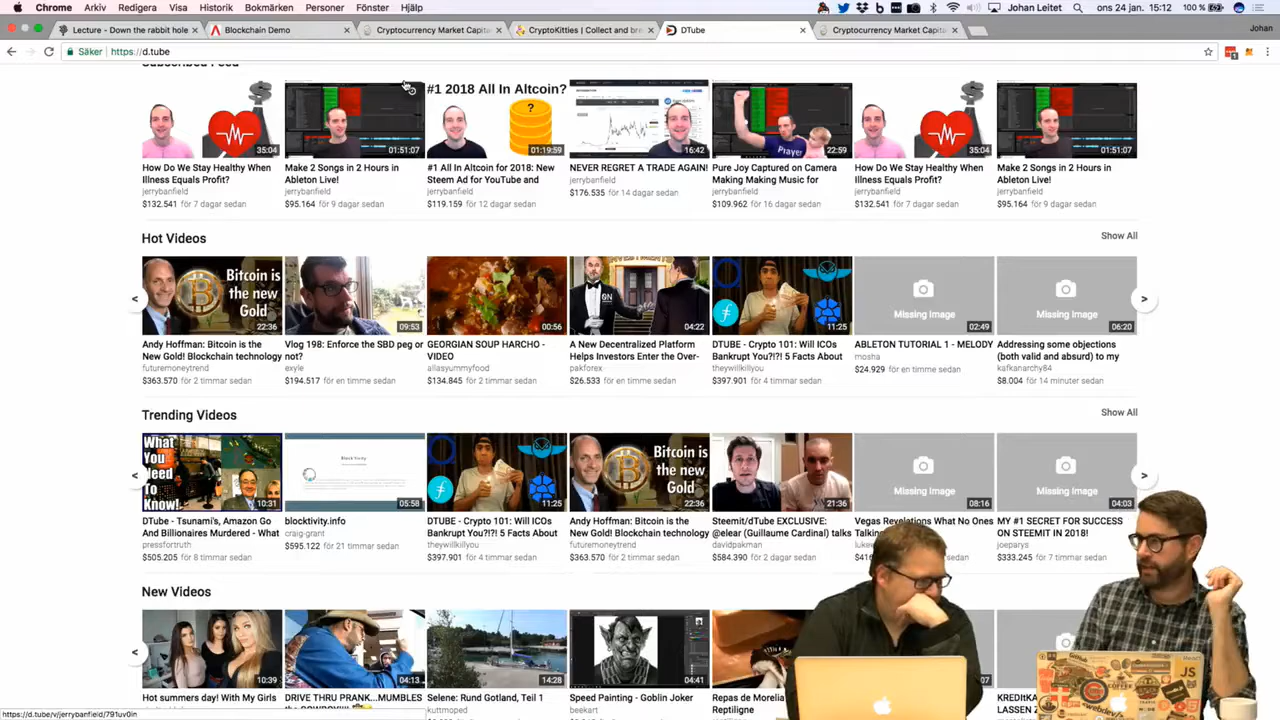 Chrome Arkiv Redigera Visa Historik Bokmärken Personer Fönster Hjälp
Johan Leitet ons 24 jan. 15:12 100 %
Lecture - Down the rabbit hole
Blockchain Demo
Cryptocurrency Market Capita
CryptoKitties | Collect and bre
DTube
Cryptocurrency Market Capita
Johan
Säker https://d.tube
Subscribed Feed
#1 2018 All In Altcoin?
?
Prayer
35:04
01:51:07
01:19:59
16:42
22:59
35:04
01:51:07
How Do We Stay Healthy When
Illness Equals Profit?
jerrybanfield
$132.541 för 7 dagar sedan
Make 2 Songs in 2 Hours in
Ableton Live!
jerrybanfield
$95.164 för 9 dagar sedan
#1 All In Altcoin for 2018: New
Steem Ad for YouTube and
jerrybanfield
$119.159 för 12 dagar sedan
NEVER REGRET A TRADE AGAIN!
jerrybanfield
$176.535 för 14 dagar sedan
Pure Joy Captured on Camera
Making Making Music for
jerrybanfield
$109.962 för 16 dagar sedan
How Do We Stay Healthy When
Illness Equals Profit?
jerrybanfield
$132.541 för 7 dagar sedan
Make 2 Songs in 2 Hours in
Ableton Live!
jerrybanfield
$95.164 för 9 dagar sedan
Hot Videos
Show All
<
Bitcoin is
the new
Gold
22:36
09:53
00:56
ON
04:22
11:25
Missing Image
02:49
Missing Image
06:20
>
Andy Hoffman: Bitcoin is the
New Gold! Blockchain technology
futuremoneytrend
$363.570 för 2 timmar sedan
Vlog 198: Enforce the SBD peg or
not?
exyle
$194.517 för en timme sedan
GEORGIAN SOUP HARCHO -
VIDEO
allasyummyfood
$134.845 för 2 timmar sedan
A New Decentralized Platform
Helps Investors Enter the Over-
pakforex
$26.533 för en timme sedan
DTUBE - Crypto 101: Will ICOs
Bankrupt You?!?! 5 Facts About
theywillkillyou
$397.901 för 4 timmar sedan
ABLETON TUTORIAL 1 - MELODY
mosha
$24.929 för en timme sedan
Addressing some objections
(both valid and absurd) to my
kafkanarchy84
$8.004 för 14 minuter sedan
Trending Videos
Show All
<
What
You
Need
To
Know!
10:31
05:58
11:25
Bitcoin is
the new
Gold
22:36
21:36
Missing Image
08:16
Missing Image
04:03
>
DTube - Tsunami's, Amazon Go
And Billionaires Murdered - What
pressfortruth
$505.205 för 8 timmar sedan
blocktivity.info
craig-grant
$595.122 för 21 timmar sedan
DTUBE - Crypto 101: Will ICOs
Bankrupt You?!?! 5 Facts About
theywillkillyou
$397.901 för 4 timmar sedan
Andy Hoffman: Bitcoin is the
New Gold! Blockchain technology
futuremoneytrend
$363.570 för 2 timmar sedan
Steemit/dTube EXCLUSIVE:
@elear (Guillaume Cardinal) talks
davidpakman
$584.390 för 2 dagar sedan
Vegas Revelations What No Ones
MY #1 SECRET FOR SUCCESS
ON STEEMIT IN 2018!
joeparys
$333.245 för 7 timmar sedan
New Videos
<
10:39
04:13
14:28
04:41
Hot summers day! With My Girls
DRIVE THRU PRANK...MUMBLES
kuttmoped
Selene: Rund Gotland, Teil 1
Speed Painting - Goblin Joker
beekart
Repas de Morelia
Reptiligne
LASSEN
JS
https://d.tube/v/jerrybanfield/791uv0in